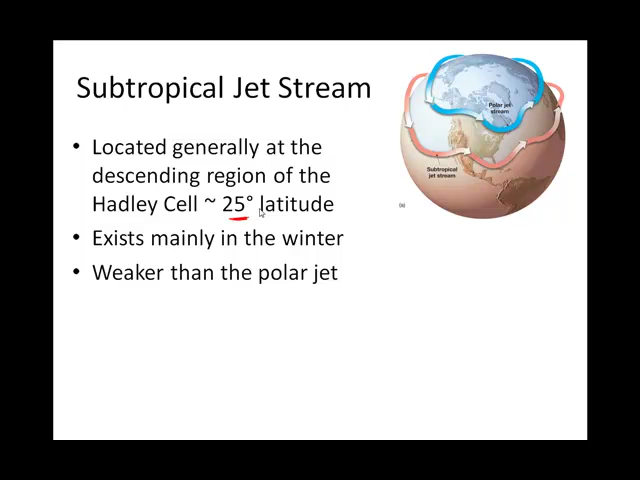 Subtropical Jet Stream
• Located generally at the
descending region of the
Hadley Cell ~ 25° latitude
• Exists mainly in the winter
• Weaker than the polar jet
Polar jet
stream
Subtropical
jet stream
(a)